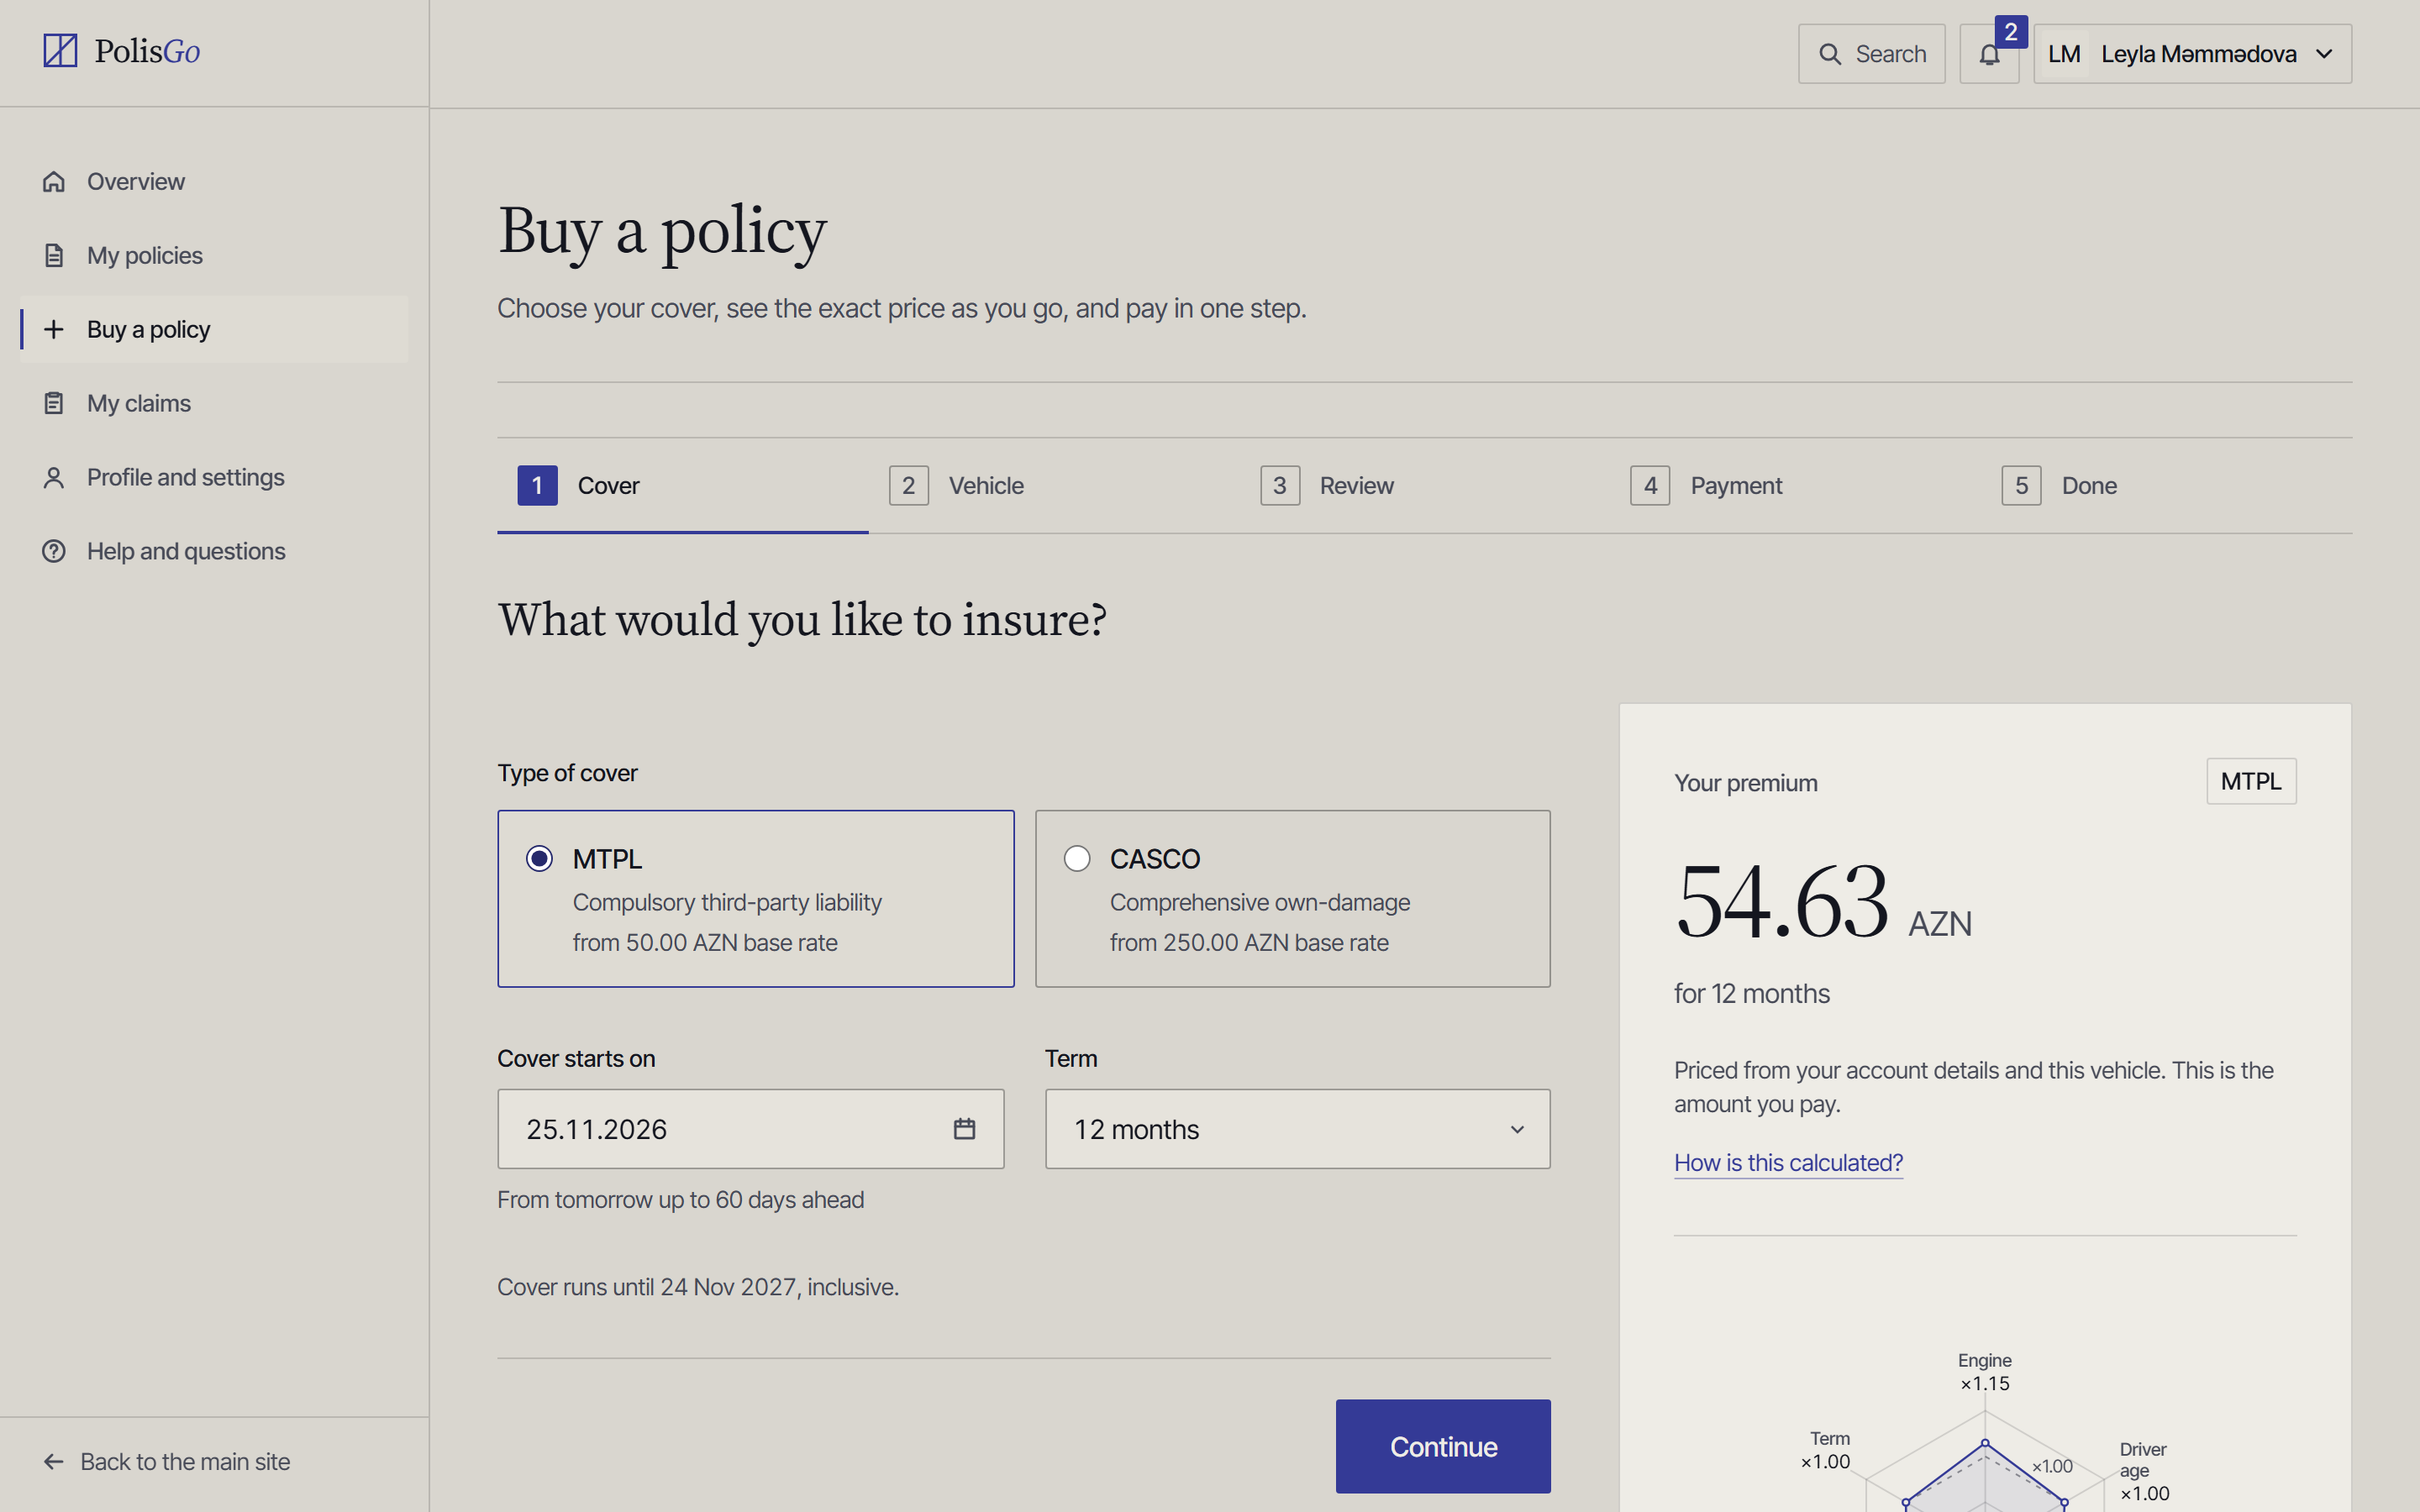 PolisGo
Search
2
LM Leyla Məmmədova
Overview
My policies
Buy a policy
My claims
Profile and settings
Help and questions
Back to the main site
Buy a policy
Choose your cover, see the exact price as you go, and pay in one step.
1 Cover
2 Vehicle
3 Review
4 Payment
5 Done
What would you like to insure?
Type of cover
MTPL
Compulsory third-party liability
from 50.00 AZN base rate
CASCO
Comprehensive own-damage
from 250.00 AZN base rate
Cover starts on
25.11.2026
From tomorrow up to 60 days ahead
Term
12 months
Cover runs until 24 Nov 2027, inclusive.
Continue
Your premium
MTPL
54.63 AZN
for 12 months
Priced from your account details and this vehicle. This is the
amount you pay.
How is this calculated?
Engine
×1.15
Term
×1.00
×1.00
Driver
age
×1.00